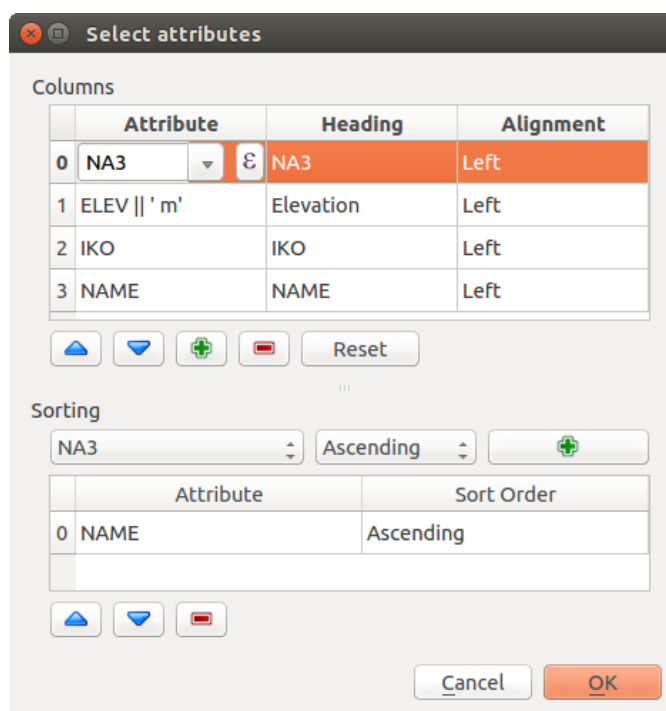 Select attributes
Columns
Attribute Heading Alignment
0 NA3 ε NA3 Left
1 ELEV || ' m' Elevation Left
2 IKO IKO Left
3 NAME NAME Left
Reset
Sorting
NA3 Ascending
Attribute Sort Order
0 NAME Ascending
Cancel OK